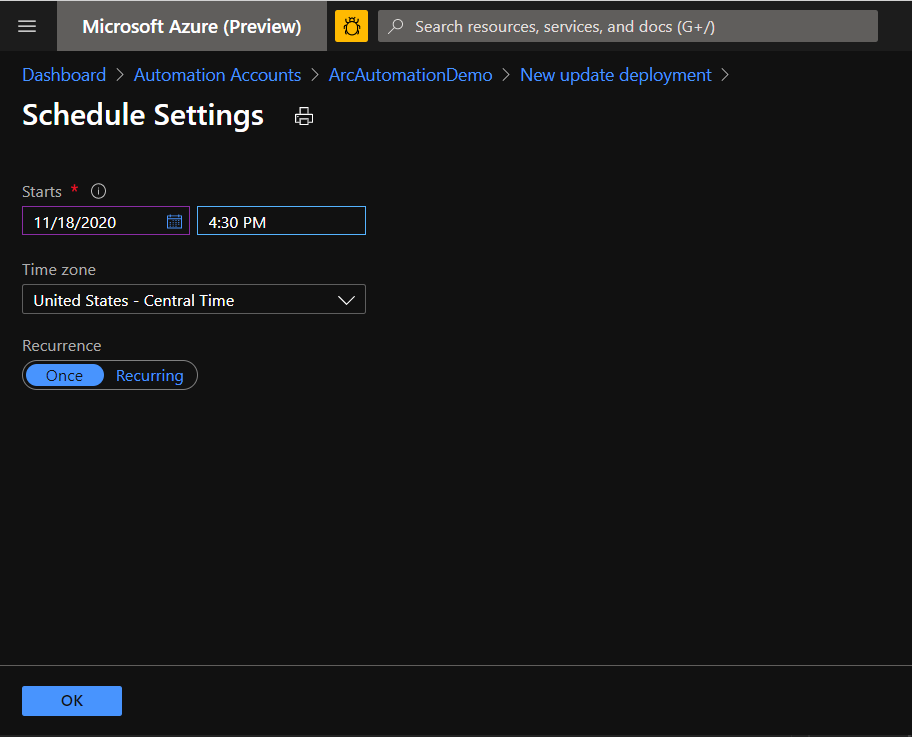 Microsoft Azure (Preview)
Search resources, services, and docs (G+/)
Dashboard > Automation Accounts > ArcAutomationDemo > New update deployment >
Schedule Settings
Starts * i
11/18/2020 4:30 PM
Time zone
United States - Central Time
Recurrence
Once Recurring
OK